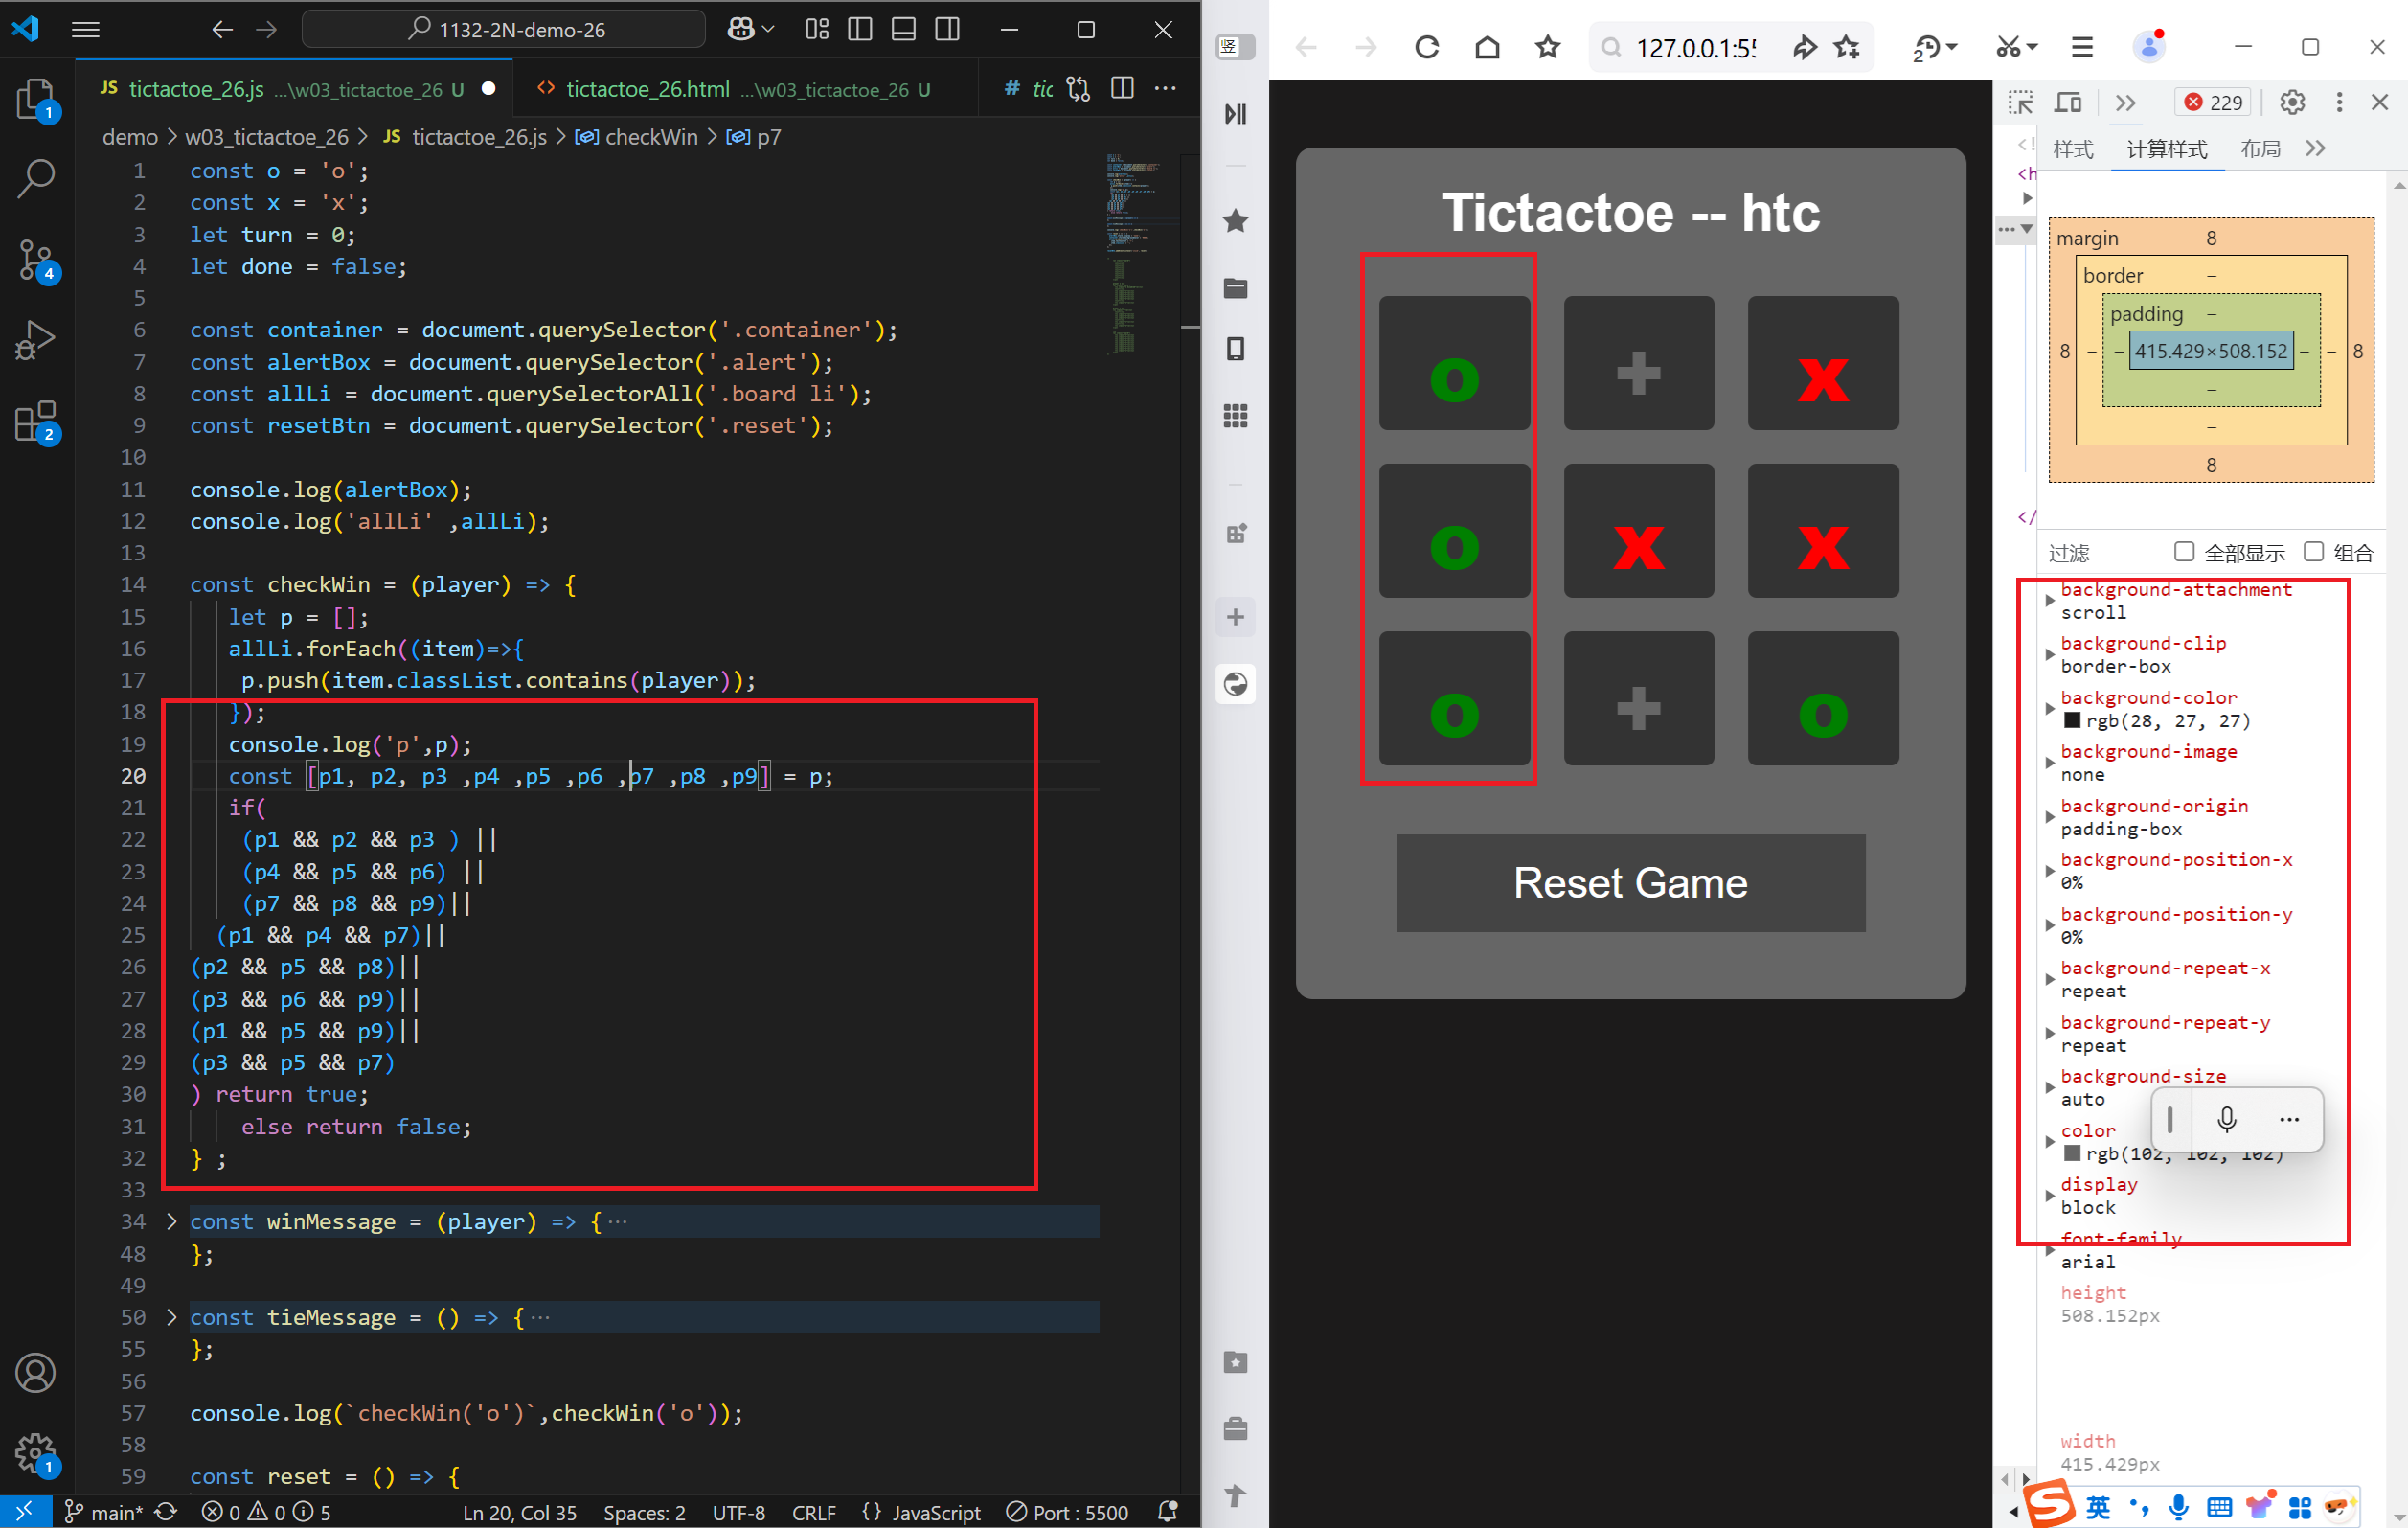 1132-2N-demo-26
JS tictactoe_26.js ...\w03_tictactoe_26 U
<> tictactoe_26.html ...\w03_tictactoe_26 U
# tic
demo > w03_tictactoe_26 > JS tictactoe_26.js > checkWin > p7
1 const o = 'o';
2 const x = 'x';
3 let turn = 0;
4 let done = false;
5
6 const container = document.querySelector('.container');
7 const alertBox = document.querySelector('.alert');
8 const allLi = document.querySelectorAll('.board li');
9 const resetBtn = document.querySelector('.reset');
10
11 console.log(alertBox);
12 console.log('allLi' ,allLi);
13
14 const checkWin = (player) => {
15 let p = [];
16 allLi.forEach((item)=>{
17 p.push(item.classList.contains(player));
18 });
19 console.log('p',p);
20 const [p1, p2, p3 ,p4 ,p5 ,p6 ,p7 ,p8 ,p9] = p;
21 if(
22 (p1 && p2 && p3 ) ||
23 (p4 && p5 && p6) ||
24 (p7 && p8 && p9)||
25 (p1 && p4 && p7)||
26 (p2 && p5 && p8)||
27 (p3 && p6 && p9)||
28 (p1 && p5 && p9)||
29 (p3 && p5 && p7)
30 ) return true;
31 else return false;
32 } ;
33
34 const winMessage = (player) => {···
48 };
49
50 const tieMessage = () => {···
55 };
56
57 console.log(`checkWin('o')`,checkWin('o'));
58
59 const reset = () => {
1
4
2
1
main* 0 0 5 Ln 20, Col 35 Spaces: 2 UTF-8 CRLF {} JavaScript Port : 5500
竖
127.0.0.1:55
2
Tictactoe -- htc
o + x
o x x
o + o
Reset Game
229
样式 计算样式 布局
<!
<h
</
margin 8
border –
padding –
8 – – 415.429×508.152 – – 8
–
–
8
过滤 全部显示 组合
background-attachment
scroll
background-clip
border-box
background-color
rgb(28, 27, 27)
background-image
none
background-origin
padding-box
background-position-x
0%
background-position-y
0%
background-repeat-x
repeat
background-repeat-y
repeat
background-size
auto
color
rgb(102, 102, 102)
display
block
font-family
arial
height
508.152px
width
415.429px
S 英